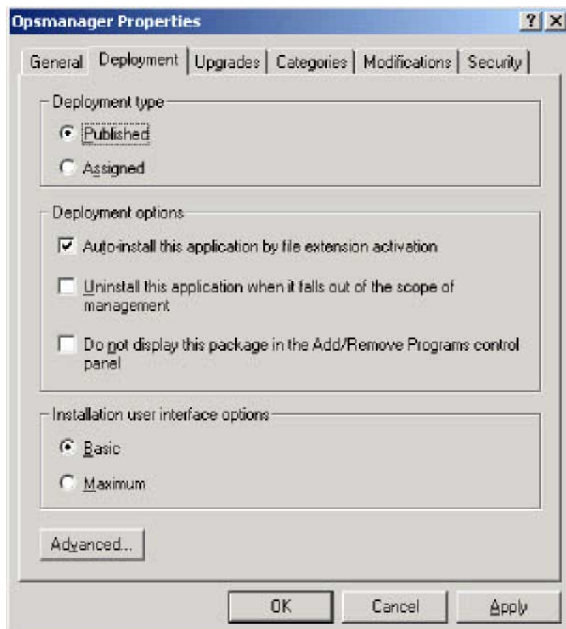 Opsmanager Properties
General Deployment Upgrades Categories Modifications Security
Deployment type
Published
Assigned
Deployment options
Auto-install this application by file extension activation
Uninstall this application when it falls out of the scope of
management
Do not display this package in the Add/Remove Programs control
panel
Installation user interface options
Basic
Maximum
Advanced...
OK Cancel Apply